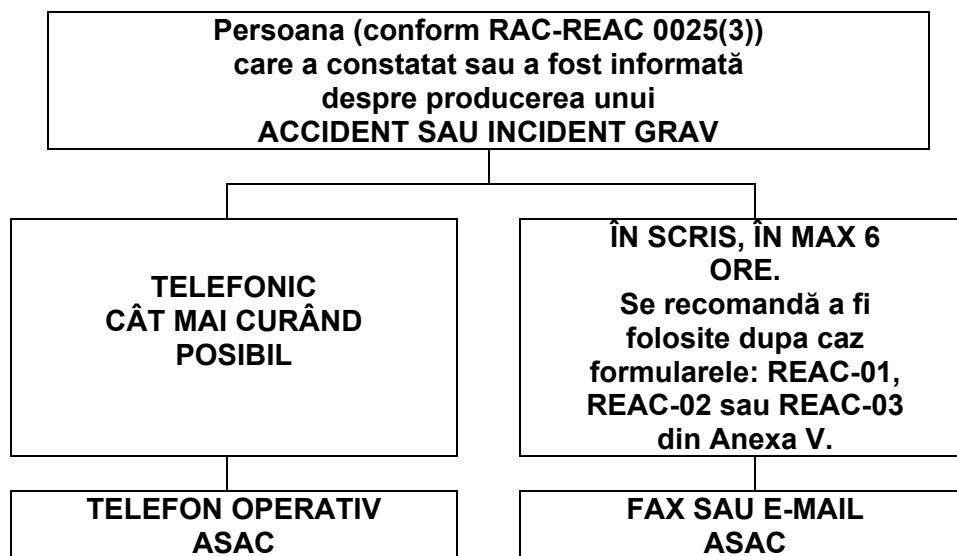 Persoana (conform RAC-REAC 0025(3))
care a constatat sau a fost informată
despre producerea unui
ACCIDENT SAU INCIDENT GRAV
TELEFONIC
CÂT MAI CURÂND
POSIBIL
ÎN SCRIS, ÎN MAX 6
ORE.
Se recomandă a fi
folosite dupa caz
formularele: REAC-01,
REAC-02 sau REAC-03
din Anexa V.
TELEFON OPERATIV
ASAC
FAX SAU E-MAIL
ASAC